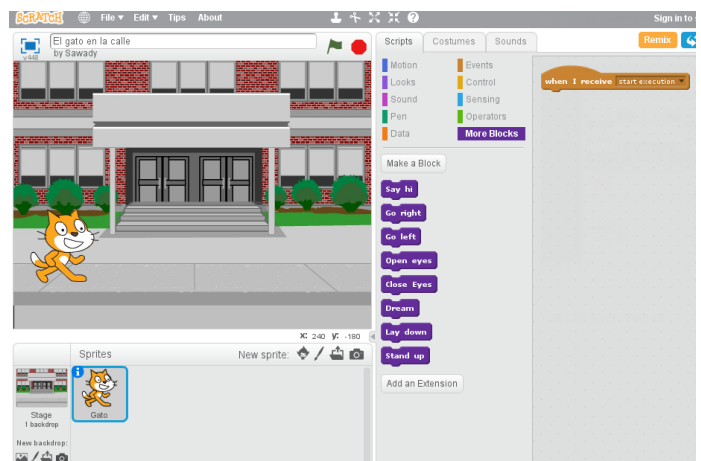 SCRATCH File ▾ Edit ▾ Tips About Sign in to
El gato en la calle
by Sawady
v448
Scripts Costumes Sounds
Remix
Motion Events
Looks Control
Sound Sensing
Pen Operators
Data More Blocks
Make a Block
Say hi
Go right
Go left
Open eyes
Close Eyes
Dream
Lay down
Stand up
Add an Extension
when I receive start execution
X: 240 Y: -180
Sprites New sprite:
Stage
1 backdrop
New backdrop:
Gato